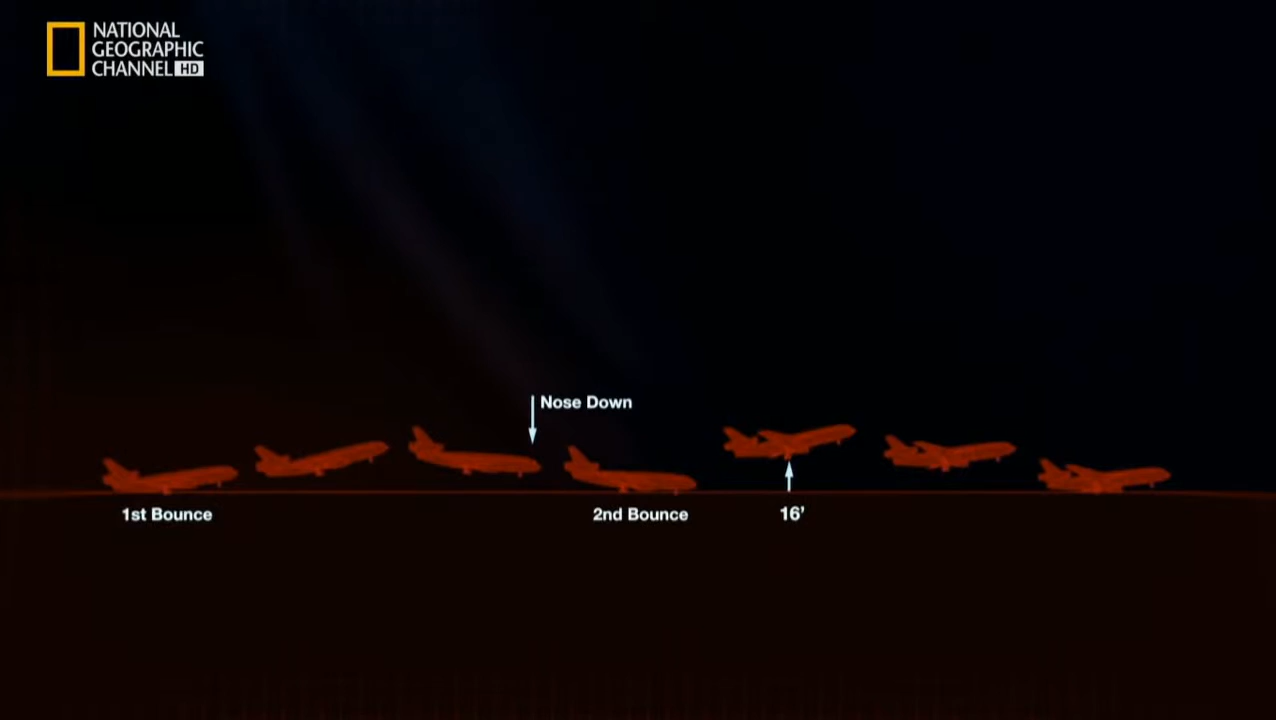 NATIONAL
GEOGRAPHIC
CHANNEL HD
Nose Down
1st Bounce
2nd Bounce
16'